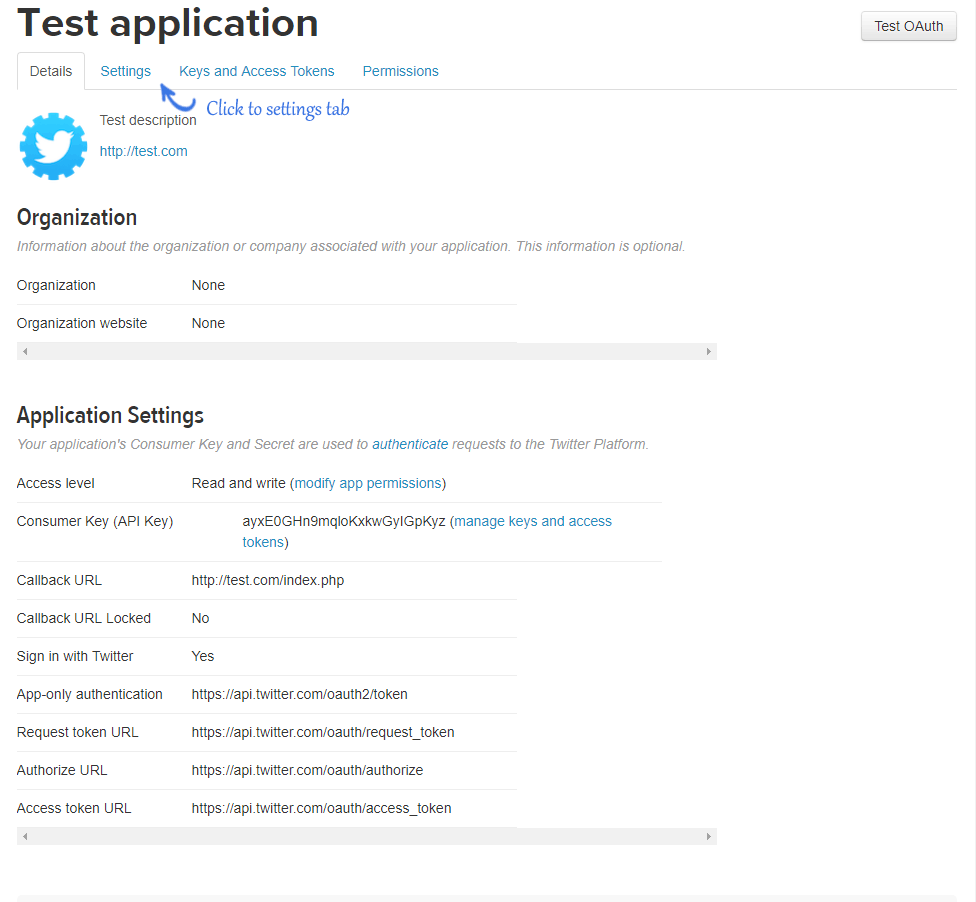 Test application
Test OAuth
Details Settings Keys and Access Tokens Permissions
Click to settings tab
Test description
http://test.com
Organization
Information about the organization or company associated with your application. This information is optional.
Organization None
Organization website None
Application Settings
Your application's Consumer Key and Secret are used to authenticate requests to the Twitter Platform.
Access level Read and write (modify app permissions)
Consumer Key (API Key) ayxE0GHn9mqloKxkwGyIGpKyz (manage keys and access
tokens)
Callback URL http://test.com/index.php
Callback URL Locked No
Sign in with Twitter Yes
App-only authentication https://api.twitter.com/oauth2/token
Request token URL https://api.twitter.com/oauth/request_token
Authorize URL https://api.twitter.com/oauth/authorize
Access token URL https://api.twitter.com/oauth/access_token